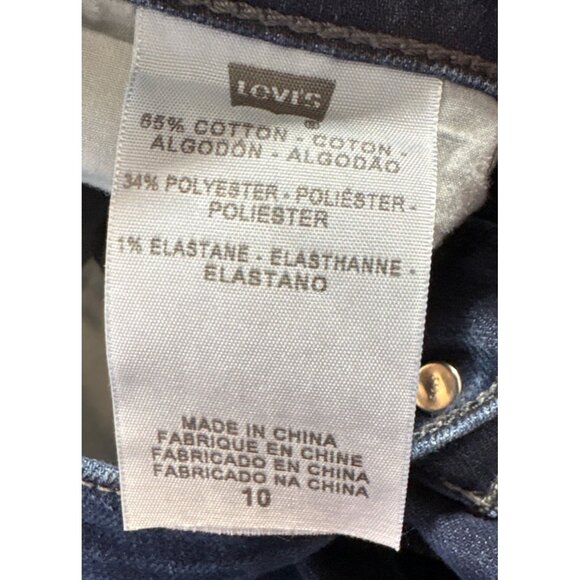 LEVI'S
®
65% COTTON - COTON -
ALGODÓN - ALGODÃO
34% POLYESTER - POLIÉSTER -
POLIESTER
1% ELASTANE - ELASTHANNE -
ELASTANO
MADE IN CHINA
FABRIQUE EN CHINE
FABRICADO EN CHINA
FABRICADO NA CHINA
10